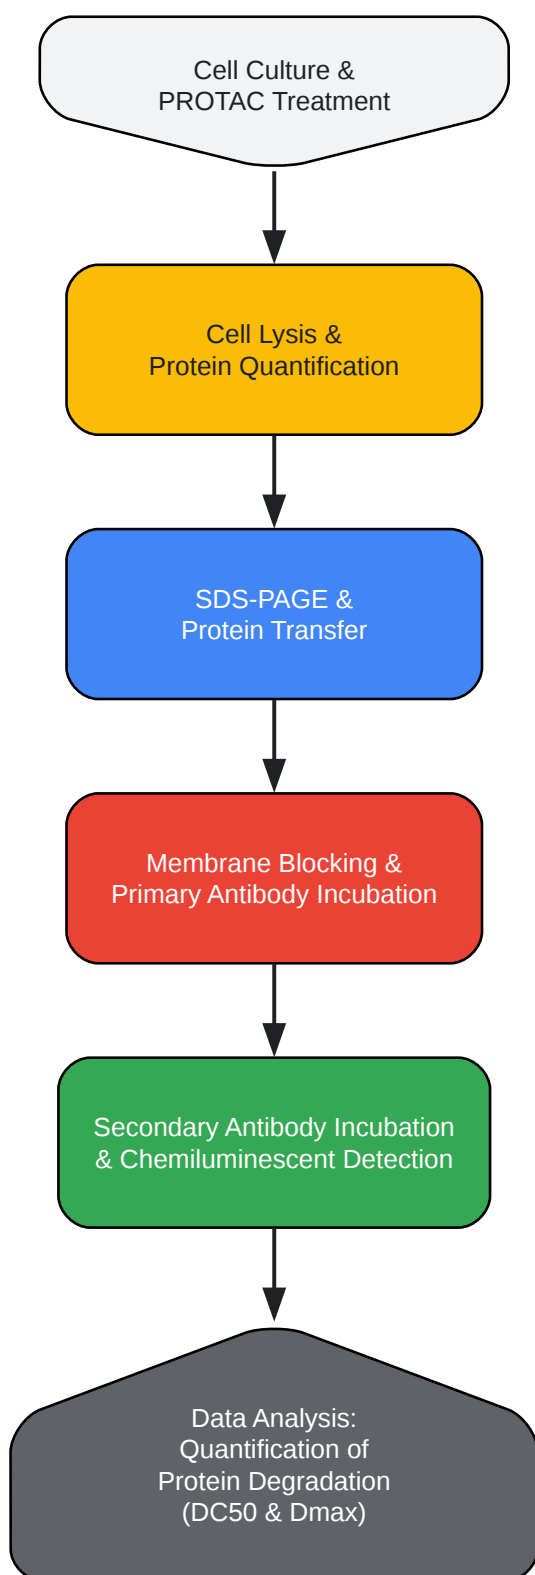 Cell Culture &
PROTAC Treatment
Cell Lysis &
Protein Quantification
SDS-PAGE &
Protein Transfer
Membrane Blocking &
Primary Antibody Incubation
Secondary Antibody Incubation
& Chemiluminescent Detection
Data Analysis:
Quantification of
Protein Degradation
(DC50 & Dmax)